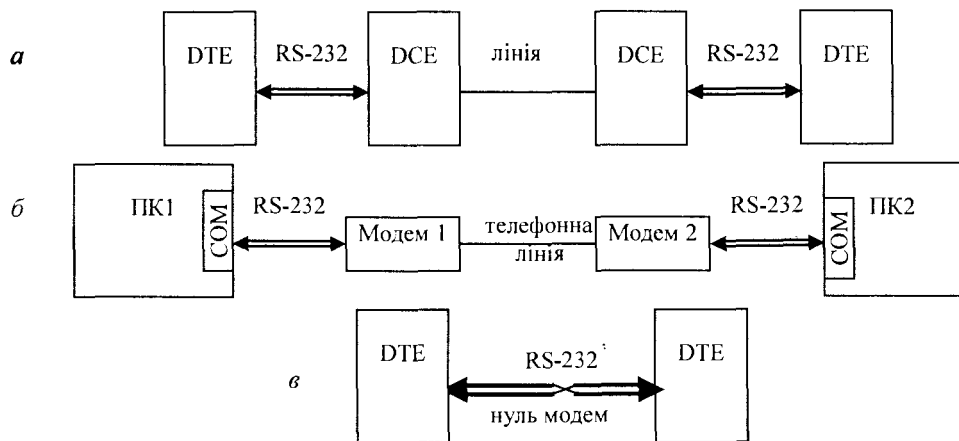 а
DTE
RS-232
DCE
лінія
DCE
RS-232
DTE
б
ПК1
COM
RS-232
Модем 1
телефонна
лінія
Модем 2
RS-232
COM
ПК2
в
DTE
RS-232
нуль модем
DTE